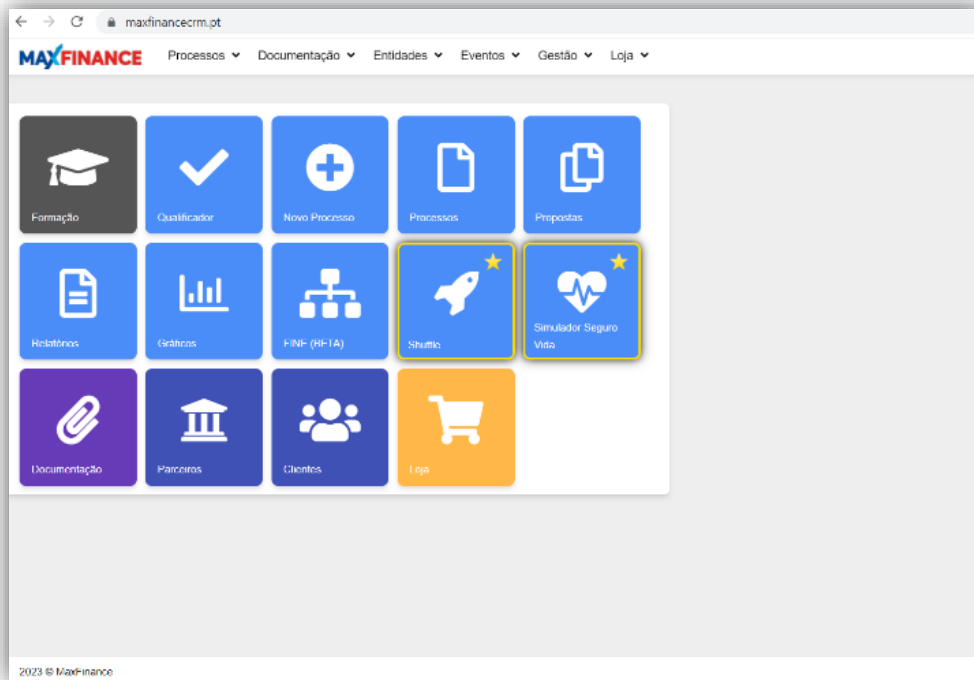 maxfinancecrm.pt
MAXFINANCE Processos Documentação Entidades Eventos Gestão Loja
Formação Qualificador Novo Processo Processos Propostas
Relatórios Gráficos FINE (BETA) Shuttle Simulador Seguro
Vida
Documentação Parceiros Clientes Loja
2023 © MaxFinance